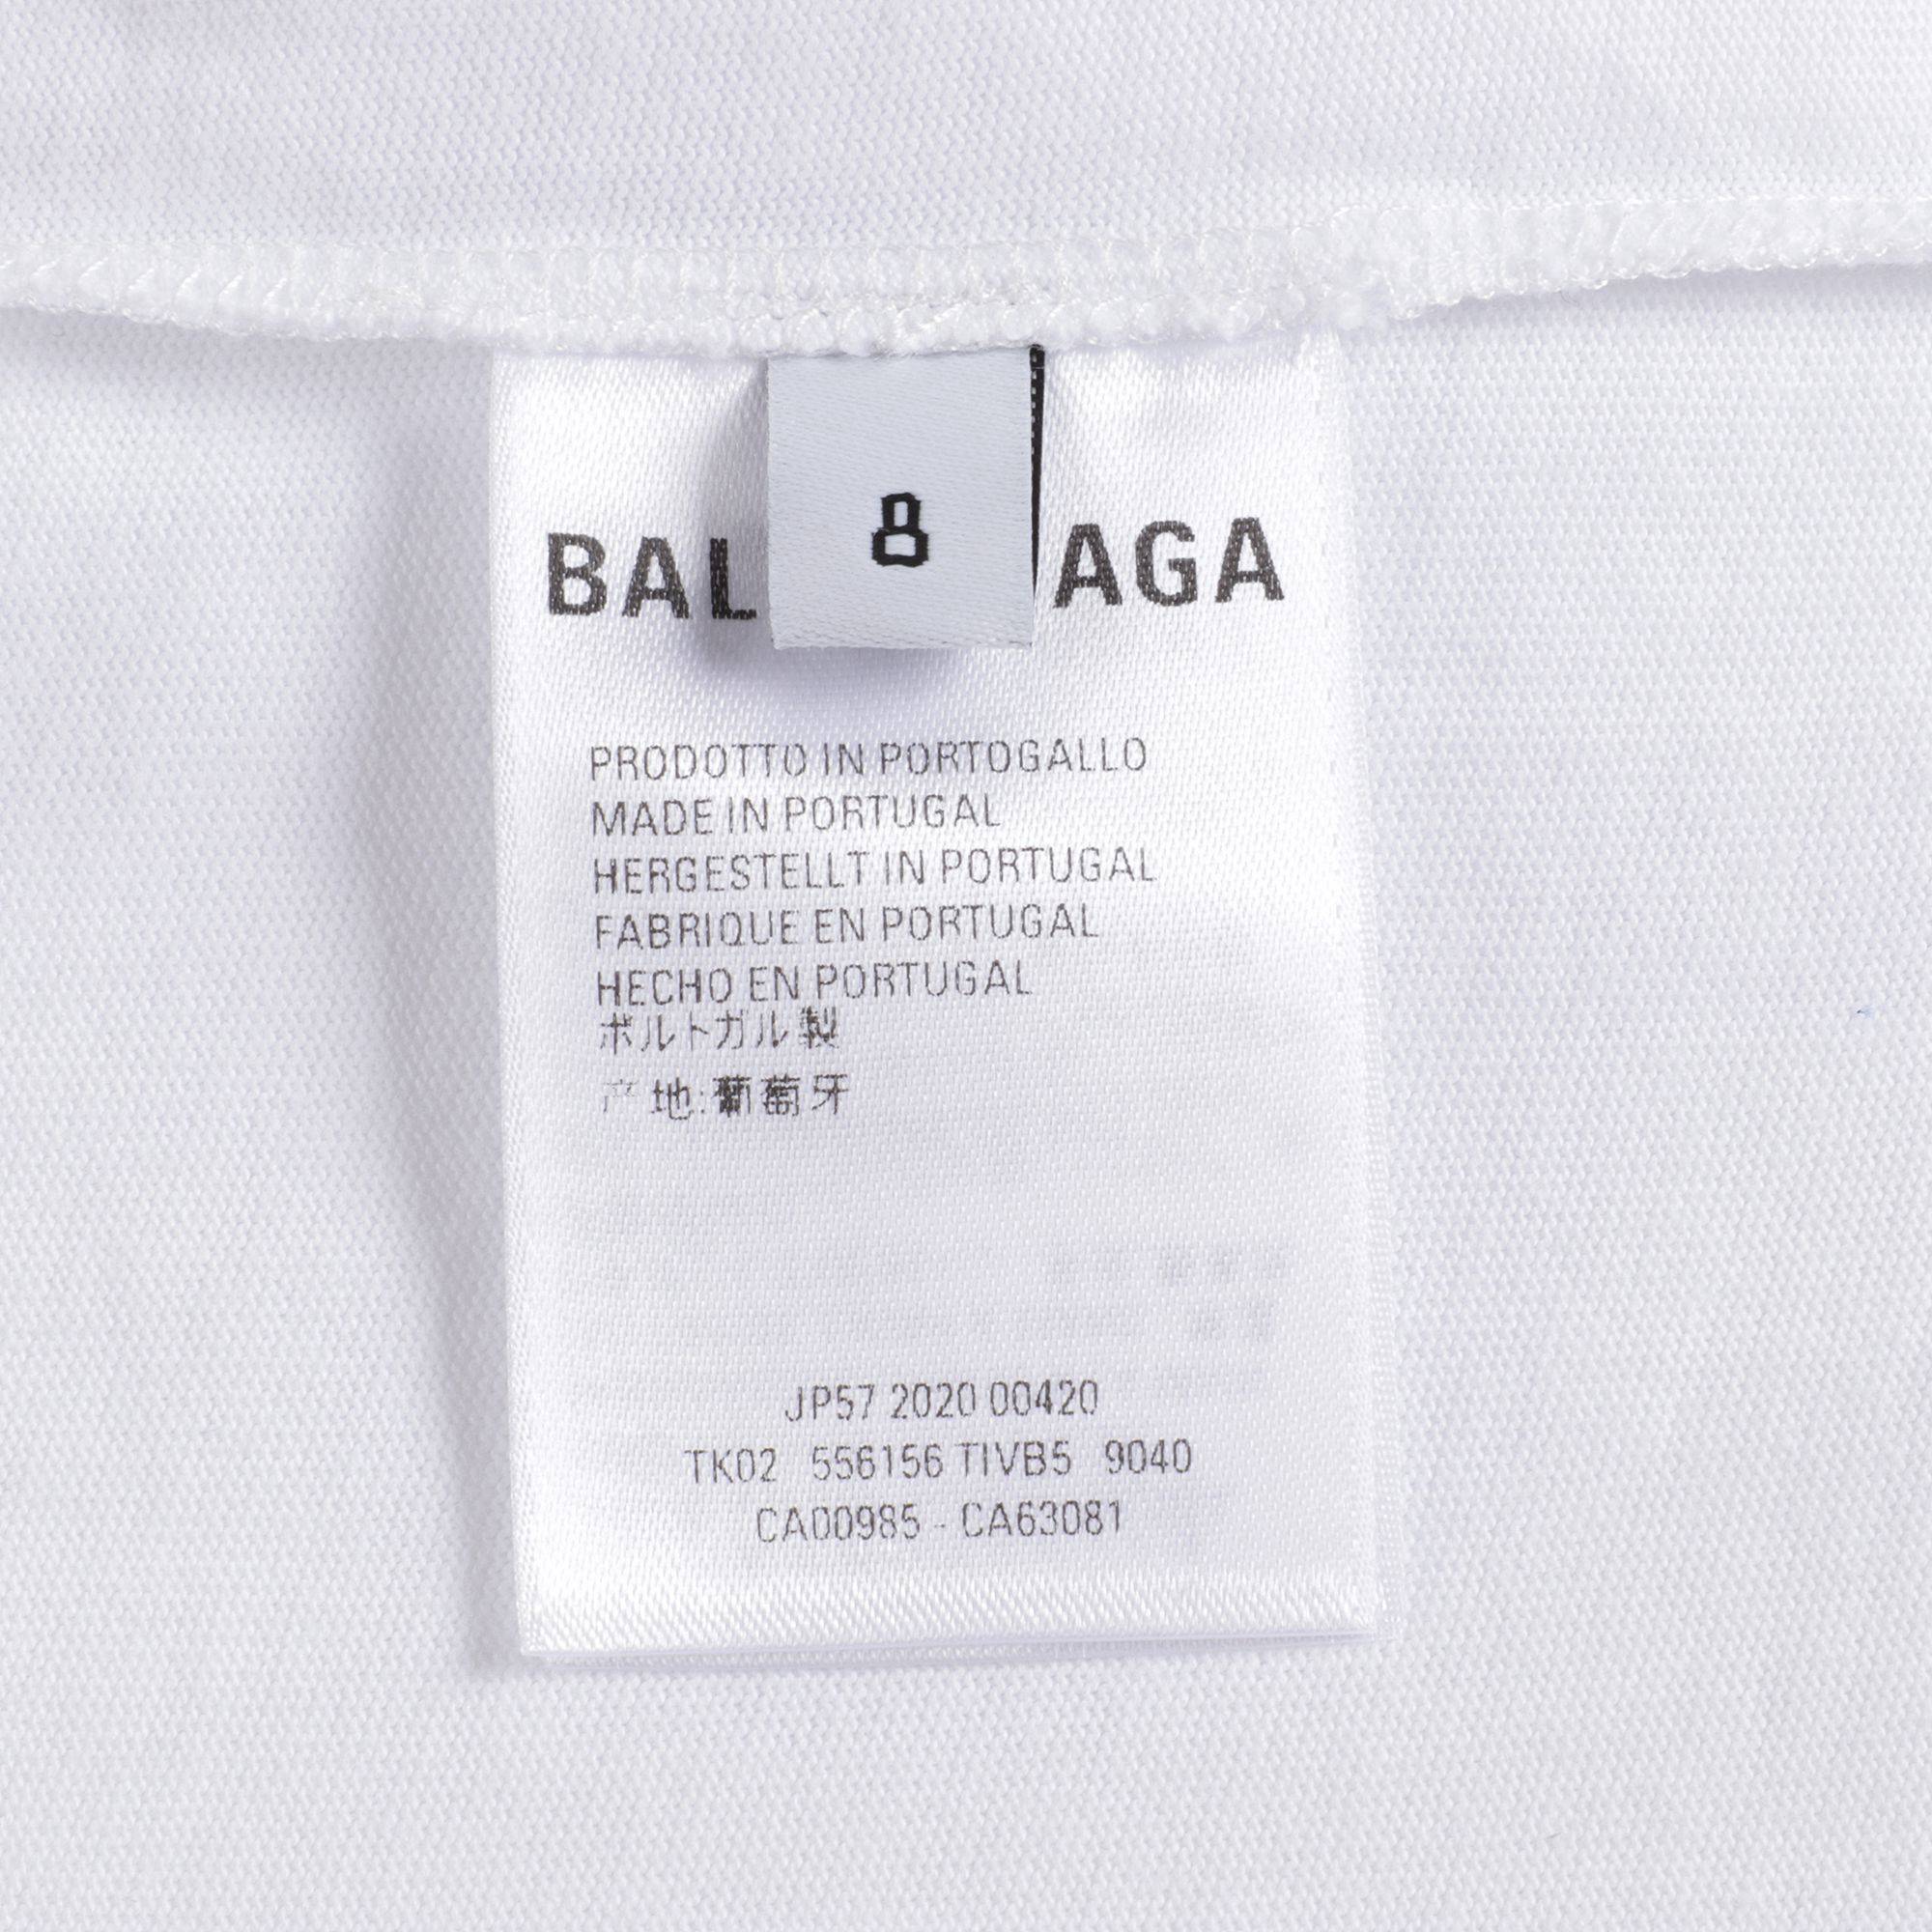 8
BAL AGA
PRODOTTO IN PORTOGALLO
MADE IN PORTUGAL
HERGESTELLT IN PORTUGAL
FABRIQUE EN PORTUGAL
HECHO EN PORTUGAL
ポルトガル製
产地:葡萄牙
JP57 2020 00420
TK02 556156 TIVB5 9040
CA00985 - CA63081